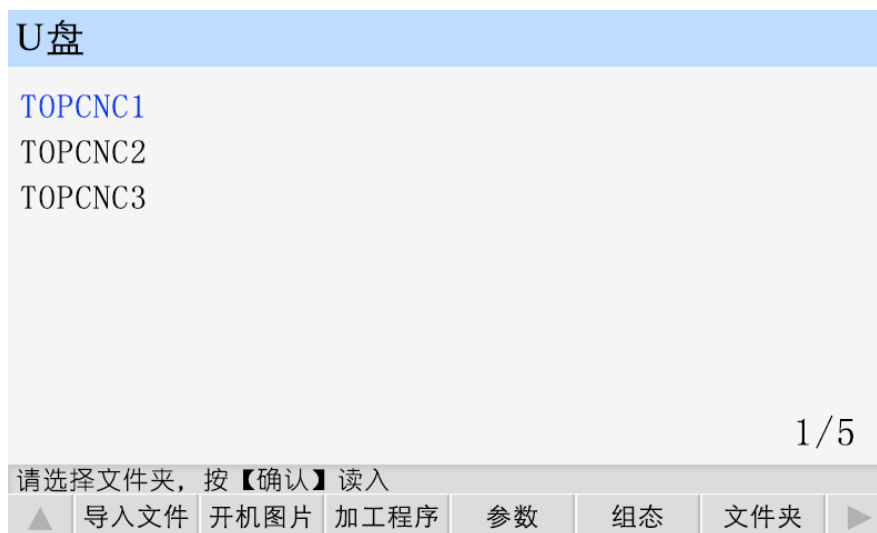 U盘
TOPCNC1
TOPCNC2
TOPCNC3
1/5
请选择文件夹，按【确认】读入
导入文件 开机图片 加工程序 参数 组态 文件夹